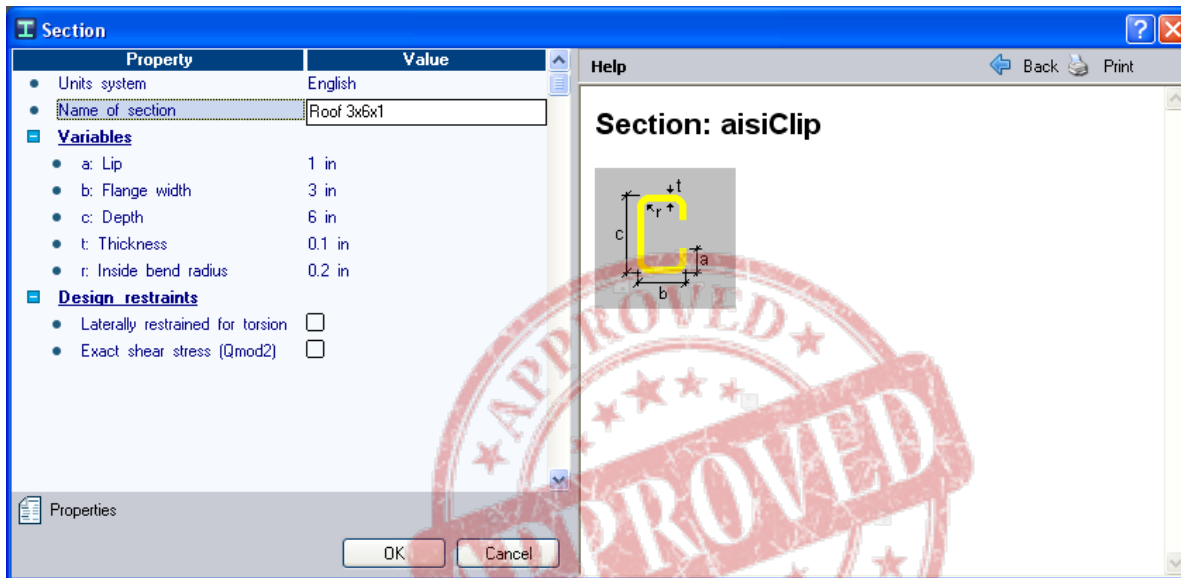 Section
Property Value
Units system English
Name of section Roof 3x6x1
Variables
a: Lip 1 in
b: Flange width 3 in
c: Depth 6 in
t: Thickness 0.1 in
r: Inside bend radius 0.2 in
Design restraints
Laterally restrained for torsion
Exact shear stress (Qmod2)
Properties
OK Cancel
Help Back Print
Section: aisiClip
t
r
c
a
b
APPROVED
APPROVED
APPROVED